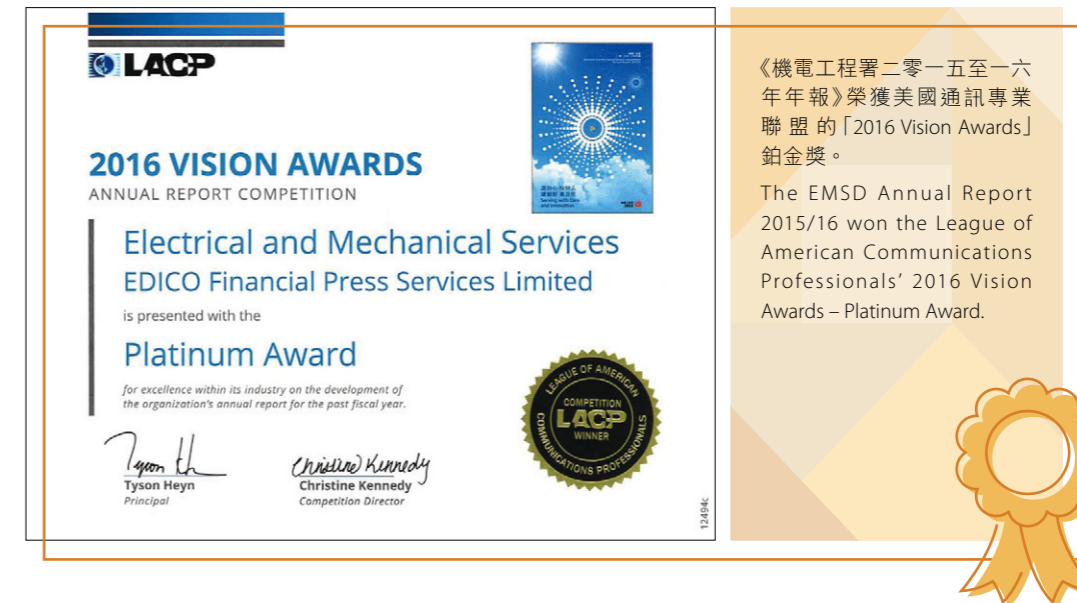 LACP
2016 VISION AWARDS
ANNUAL REPORT COMPETITION
Electrical and Mechanical Services
EDICO Financial Press Services Limited
is presented with the
Platinum Award
for excellence within its industry on the development of
the organization's annual report for the past fiscal year.
Tyson Heyn
Principal
Christine Kennedy
Christine Kennedy
Competition Director
LEAGUE OF AMERICAN
COMMUNICATIONS PROFESSIONALS
COMPETITION
LACP
WINNER
12494c
Serving with Care
and Innovation
《機電工程署二零一五至一六
年年報》榮獲美國通訊專業
聯盟的「2016 Vision Awards」
鉑金獎。
The EMSD Annual Report
2015/16 won the League of
American Communications
Professionals’ 2016 Vision
Awards – Platinum Award.